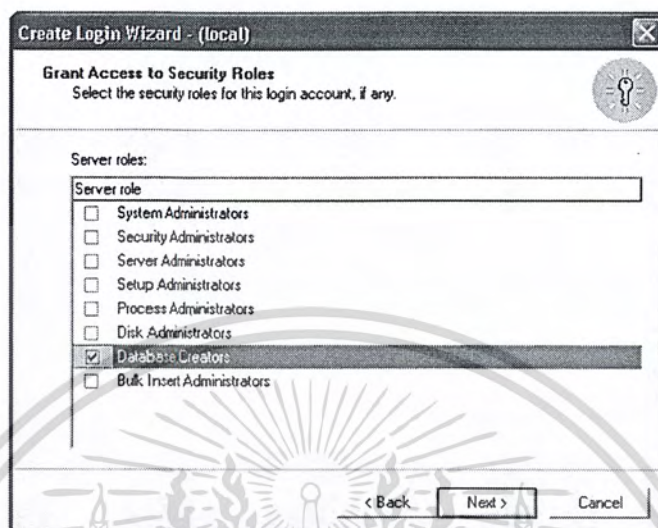 Create Login Wizard - (local)
Grant Access to Security Roles
Select the security roles for this login account, if any.
Server roles:
Server role
System Administrators
Security Administrators
Server Administrators
Setup Administrators
Process Administrators
Disk Administrators
Database Creators
Bulk Insert Administrators
< Back Next > Cancel